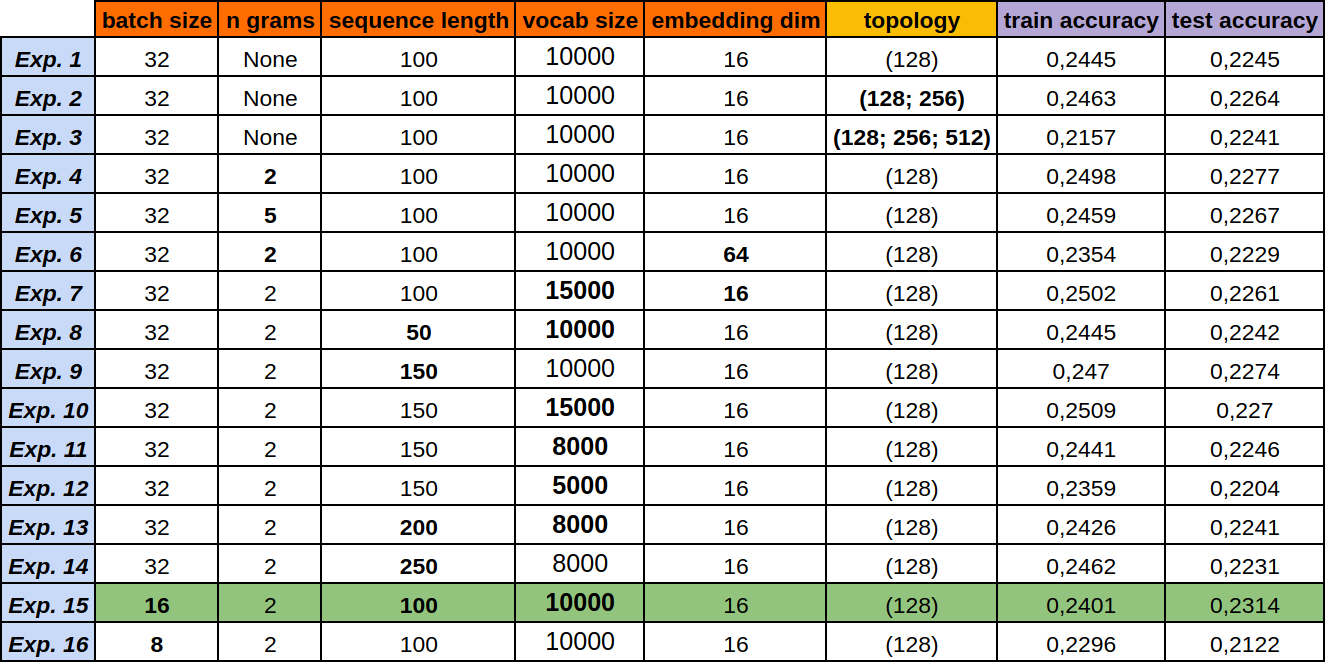 batch size n grams sequence length vocab size embedding dim topology train accuracy test accuracy
Exp. 1 32 None 100 10000 16 (128) 0,2445 0,2245
Exp. 2 32 None 100 10000 16 (128; 256) 0,2463 0,2264
Exp. 3 32 None 100 10000 16 (128; 256; 512) 0,2157 0,2241
Exp. 4 32 2 100 10000 16 (128) 0,2498 0,2277
Exp. 5 32 5 100 10000 16 (128) 0,2459 0,2267
Exp. 6 32 2 100 10000 64 (128) 0,2354 0,2229
Exp. 7 32 2 100 15000 16 (128) 0,2502 0,2261
Exp. 8 32 2 50 10000 16 (128) 0,2445 0,2242
Exp. 9 32 2 150 10000 16 (128) 0,247 0,2274
Exp. 10 32 2 150 15000 16 (128) 0,2509 0,227
Exp. 11 32 2 150 8000 16 (128) 0,2441 0,2246
Exp. 12 32 2 150 5000 16 (128) 0,2359 0,2204
Exp. 13 32 2 200 8000 16 (128) 0,2426 0,2241
Exp. 14 32 2 250 8000 16 (128) 0,2462 0,2231
Exp. 15 16 2 100 10000 16 (128) 0,2401 0,2314
Exp. 16 8 2 100 10000 16 (128) 0,2296 0,2122